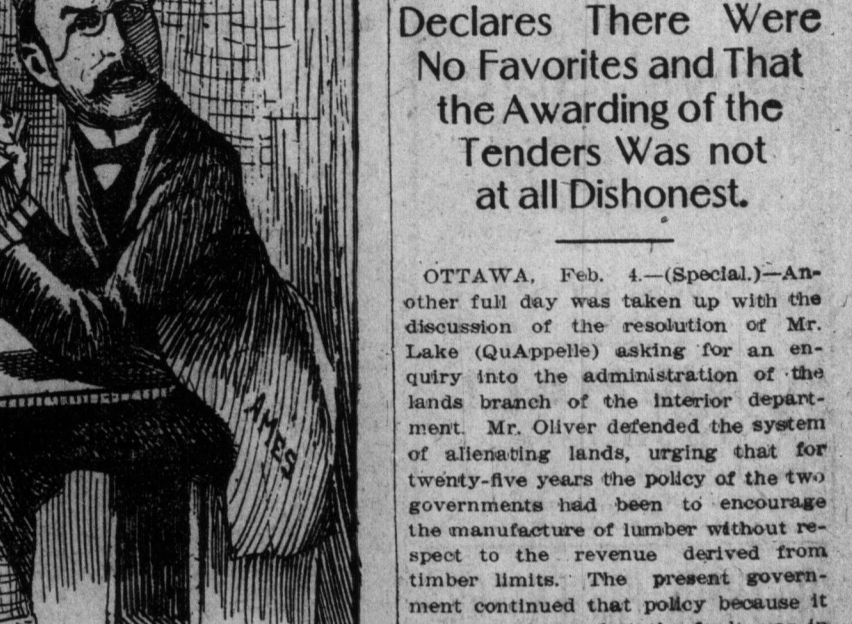 Declares There Were
No Favorites and That
the Awarding of the
Tenders Was not
at all Dishonest.
OTTAWA, Feb. 4.—(Special.)—An-
other full day was taken up with the
discussion of the resolution of Mr.
Lake (QuAppelle) asking for an en-
quiry into the administration of the
lands branch of the interior depart-
ment. Mr. Oliver defended the system
of alienating lands, urging that for
twenty-five years the policy of the two
governments had been to encourage
the manufacture of lumber without re-
spect to the revenue derived from
timber limits. The present govern-
ment continued that policy because it
AMES